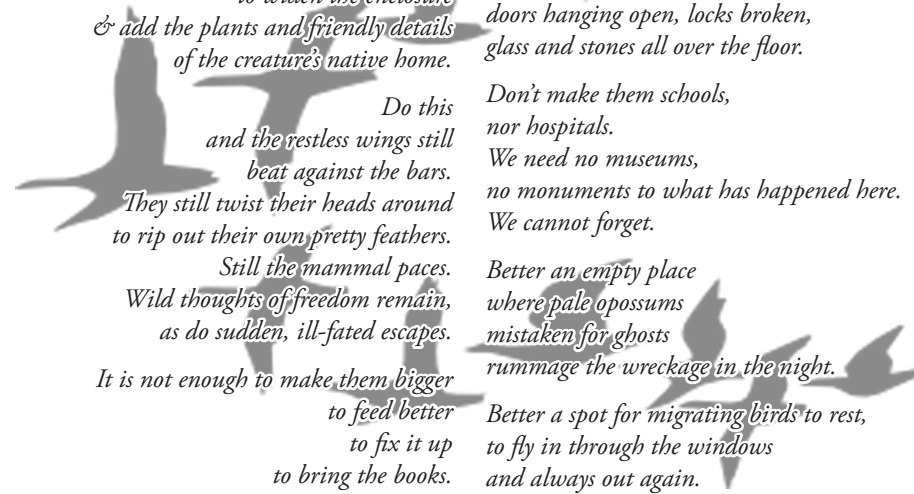 to widen the enclosure
& add the plants and friendly details
of the creature's native home.
Do this
and the restless wings still
beat against the bars.
They still twist their heads around
to rip out their own pretty feathers.
Still the mammal paces.
Wild thoughts of freedom remain,
as do sudden, ill-fated escapes.
It is not enough to make them bigger
to feed better
to fix it up
to bring the books.
doors hanging open, locks broken,
glass and stones all over the floor.
Don't make them schools,
nor hospitals.
We need no museums,
no monuments to what has happened here.
We cannot forget.
Better an empty place
where pale opossums
mistaken for ghosts
rummage the wreckage in the night.
Better a spot for migrating birds to rest,
to fly in through the windows
and always out again.